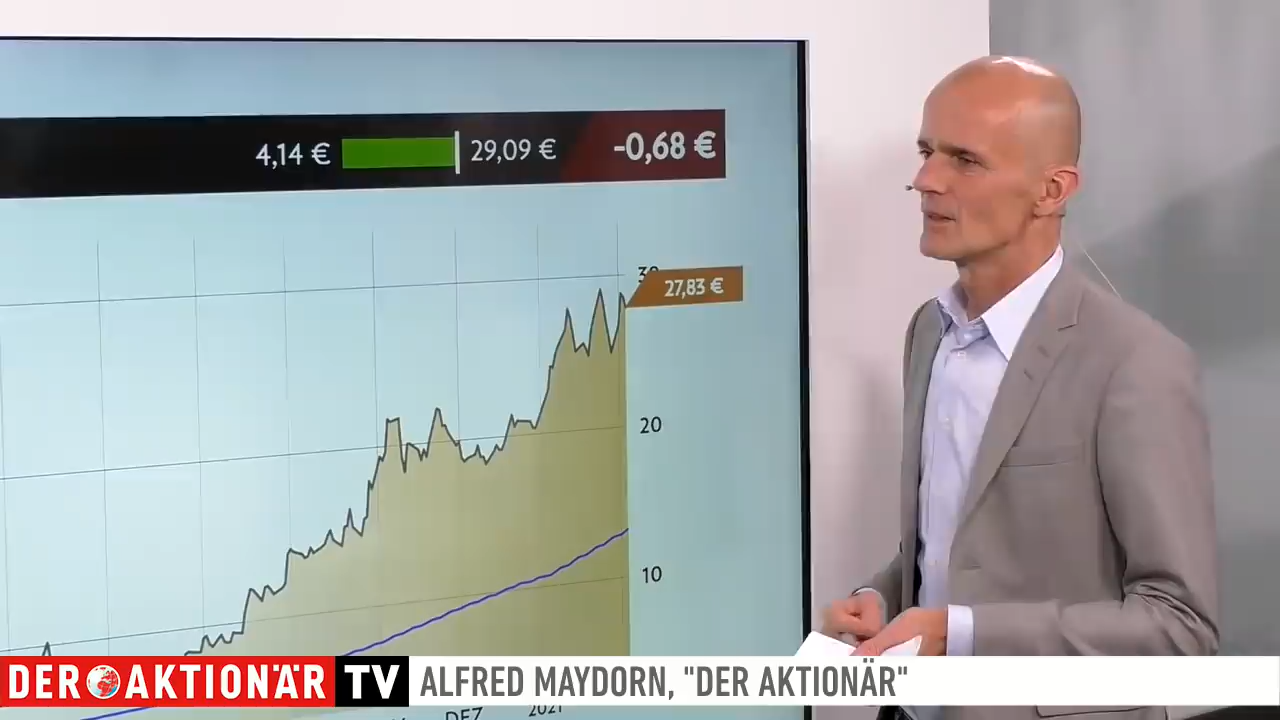 4,14 € 29,09 € -0,68 €
30
27,83 €
20
10
DER AKTIONÄR TV ALFRED MAYDORN, "DER AKTIONÄR"
DEZ 2021